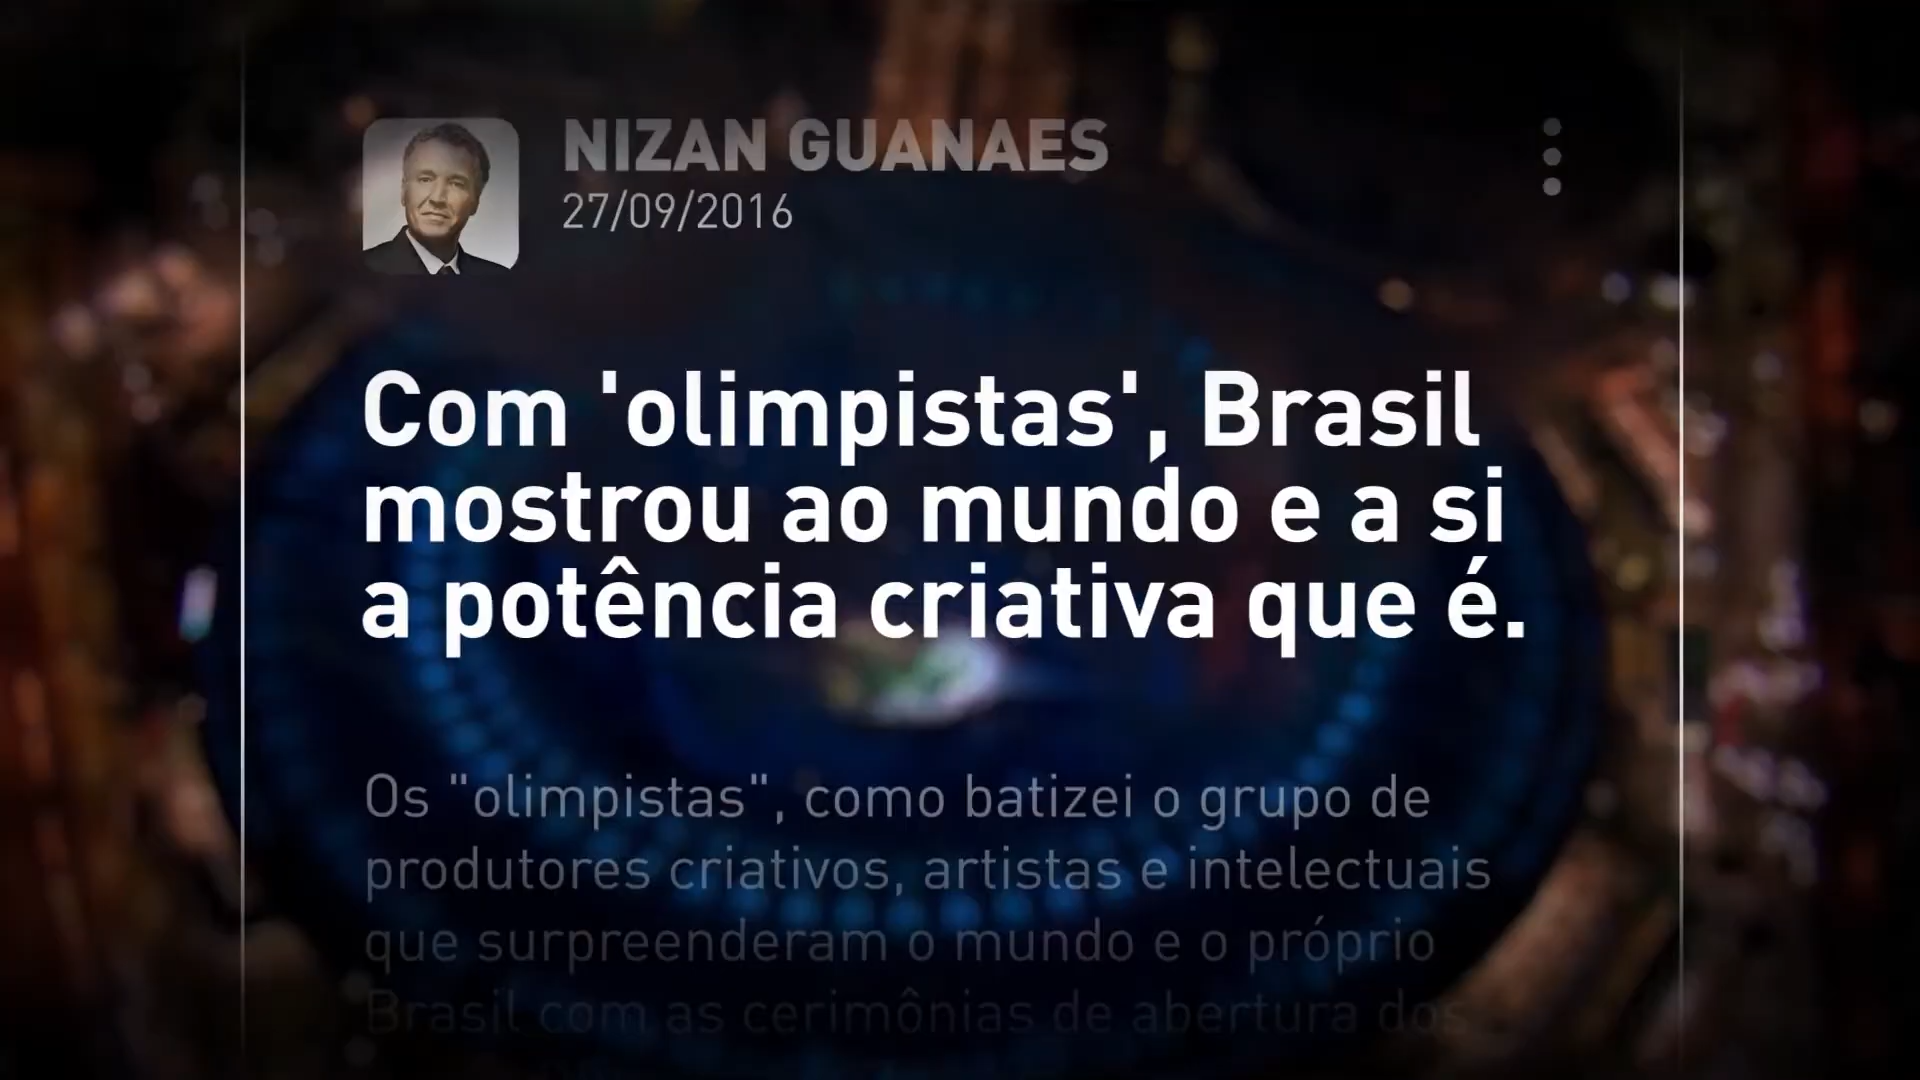 NIZAN GUANAES
27/09/2016
Com 'olimpistas', Brasil
mostrou ao mundo e a si
a potência criativa que é.
Os "olimpistas", como batizei o grupo de
produtores criativos, artistas e intelectuais
que surpreenderam o mundo e o próprio
Brasil com as cerimônias de abertura dos